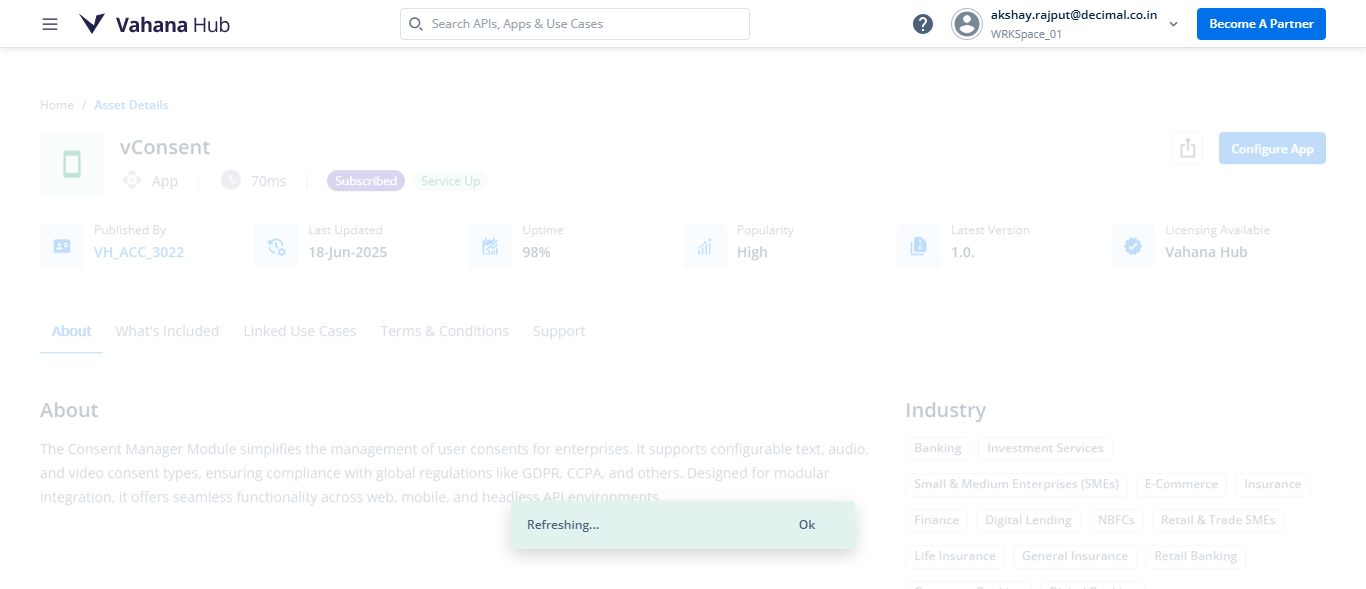 Vahana Hub
Search APIs, Apps & Use Cases
akshay.rajput@decimal.co.in
WRKSpace_01
Become A Partner
Home / Asset Details
vConsent
Configure App
App
70ms
Subscribed
Service Up
Published By
VH_ACC_3022
Last Updated
18-Jun-2025
Uptime
98%
Popularity
High
Latest Version
1.0.
Licensing Available
Vahana Hub
About
What's Included
Linked Use Cases
Terms & Conditions
Support
About
The Consent Manager Module simplifies the management of user consents for enterprises. It supports configurable text, audio,
and video consent types, ensuring compliance with global regulations like GDPR, CCPA, and others. Designed for modular
integration, it offers seamless functionality across web, mobile, and headless API environments.
Industry
Banking
Investment Services
Small & Medium Enterprises (SMEs)
E-Commerce
Insurance
Finance
Digital Lending
NBFCs
Retail & Trade SMEs
Life Insurance
General Insurance
Retail Banking
Refreshing...
Ok